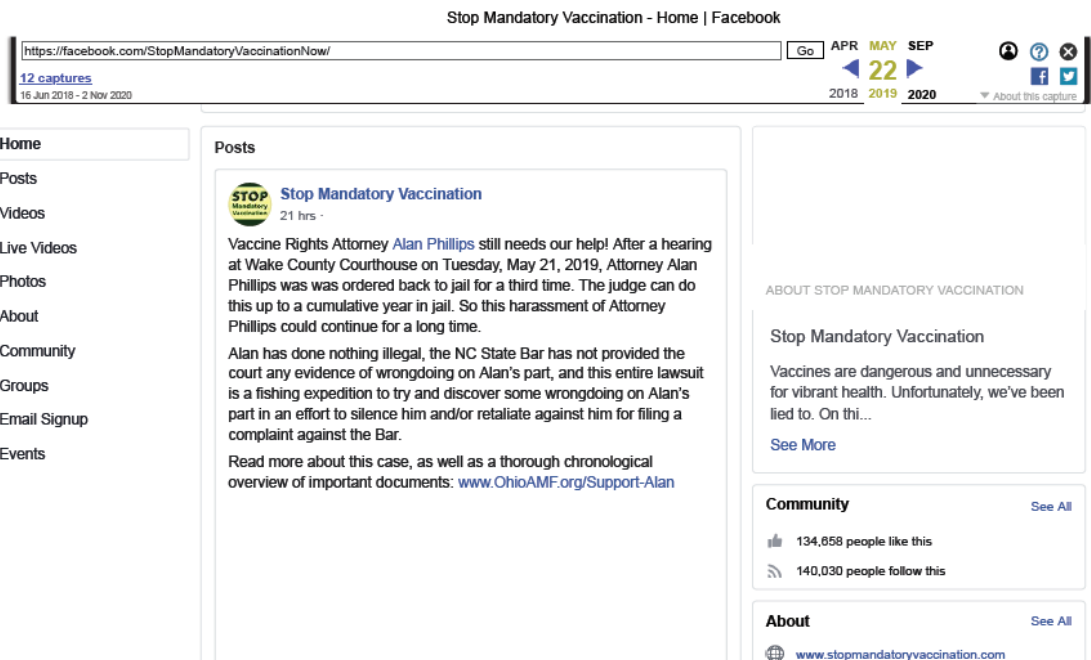 Stop Mandatory Vaccination - Home | Facebook
https://facebook.com/StopMandatoryVaccinationNow/
Go
APR MAY SEP
12 captures
22
16 Jun 2018 - 2 Nov 2020
2018 2019 2020
About this capture
Home
Posts
Videos
Live Videos
Photos
About
Community
Groups
Email Signup
Events
Posts
STOP
Mandatory
Vaccination
Stop Mandatory Vaccination
21 hrs ·
Vaccine Rights Attorney Alan Phillips still needs our help! After a hearing
at Wake County Courthouse on Tuesday, May 21, 2019, Attorney Alan
Phillips was was ordered back to jail for a third time. The judge can do
this up to a cumulative year in jail. So this harassment of Attorney
Phillips could continue for a long time.
Alan has done nothing illegal, the NC State Bar has not provided the
court any evidence of wrongdoing on Alan's part, and this entire lawsuit
is a fishing expedition to try and discover some wrongdoing on Alan's
part in an effort to silence him and/or retaliate against him for filing a
complaint against the Bar.
Read more about this case, as well as a thorough chronological
overview of important documents: www.OhioAMF.org/Support-Alan
ABOUT STOP MANDATORY VACCINATION
Stop Mandatory Vaccination
Vaccines are dangerous and unnecessary
for vibrant health. Unfortunately, we've been
lied to. On thi...
See More
Community
See All
134,658 people like this
140,030 people follow this
About
See All
www.stopmandatoryvaccination.com